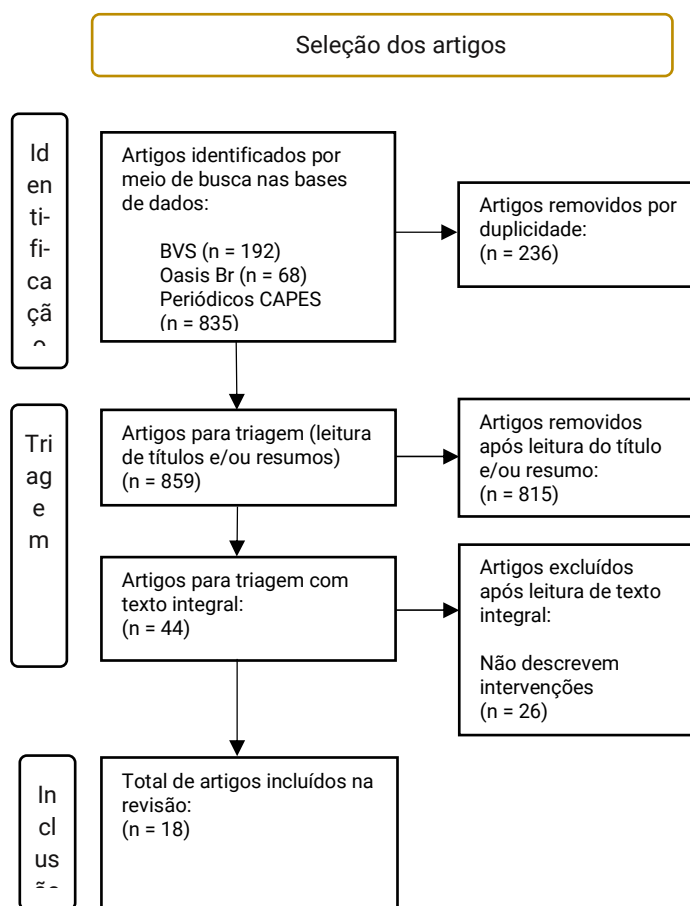 Seleção dos artigos
Id
en
ti-
fi-
ca
çã
o
Artigos identificados por
meio de busca nas bases
de dados:
BVS (n = 192)
Oasis Br (n = 68)
Periódicos CAPES
(n = 835)
Artigos removidos por
duplicidade:
(n = 236)
Tri
ag
e
m
Artigos para triagem (leitura
de títulos e/ou resumos)
(n = 859)
Artigos removidos
após leitura do título
e/ou resumo:
(n = 815)
Artigos para triagem com
texto integral:
(n = 44)
Artigos excluídos
após leitura de texto
integral:
Não descrevem
intervenções
(n = 26)
In
cl
us
ão
Total de artigos incluídos na
revisão:
(n = 18)